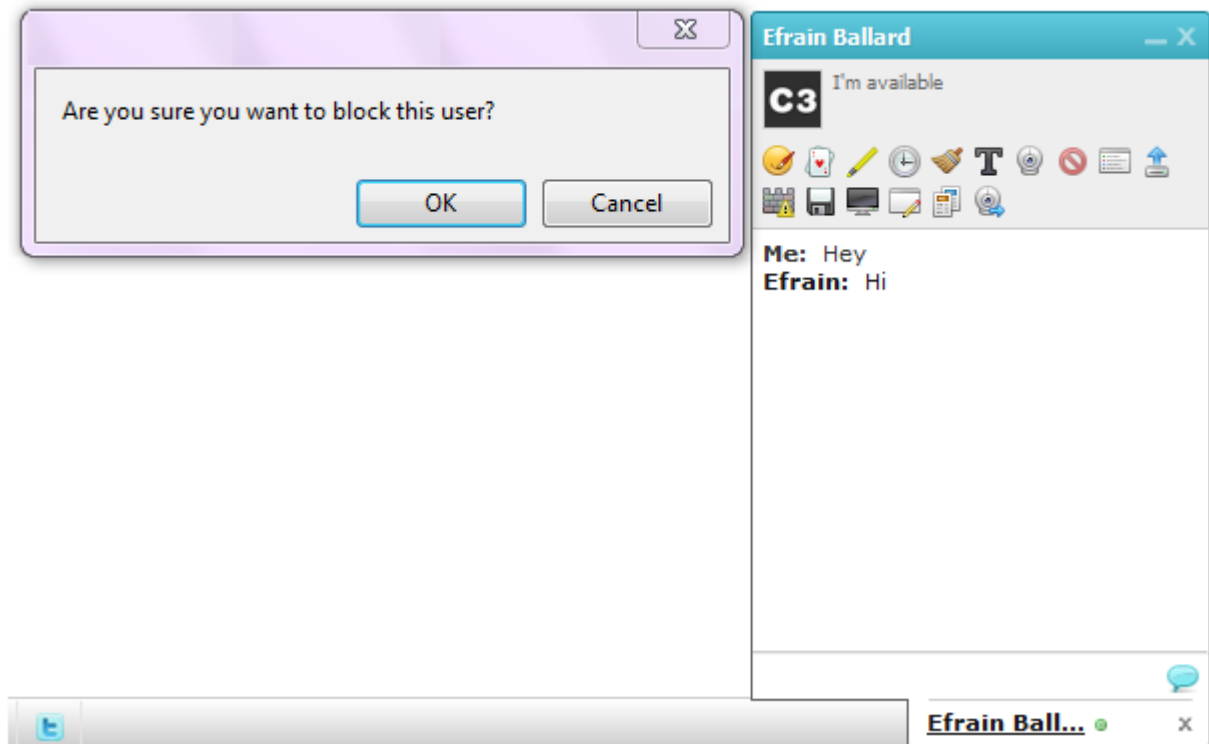 Are you sure you want to block this user?
OK
Cancel
Efrain Ballard
C3
I'm available
Me: Hey
Efrain: Hi
Efrain Ball...